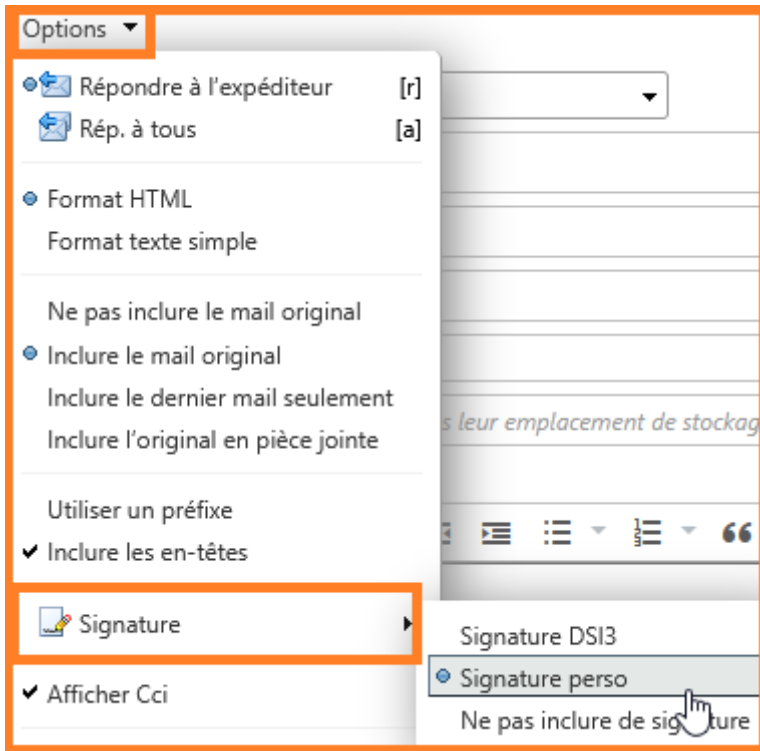 Options
Répondre à l'expéditeur [r]
Rép. à tous [a]
Format HTML
Format texte simple
Ne pas inclure le mail original
Inclure le mail original
Inclure le dernier mail seulement
Inclure l'original en pièce jointe
s leur emplacement de stockag
Utiliser un préfixe
Inclure les en-têtes
Signature
Signature DSI3
Signature perso
Ne pas inclure de signature
Afficher Cci